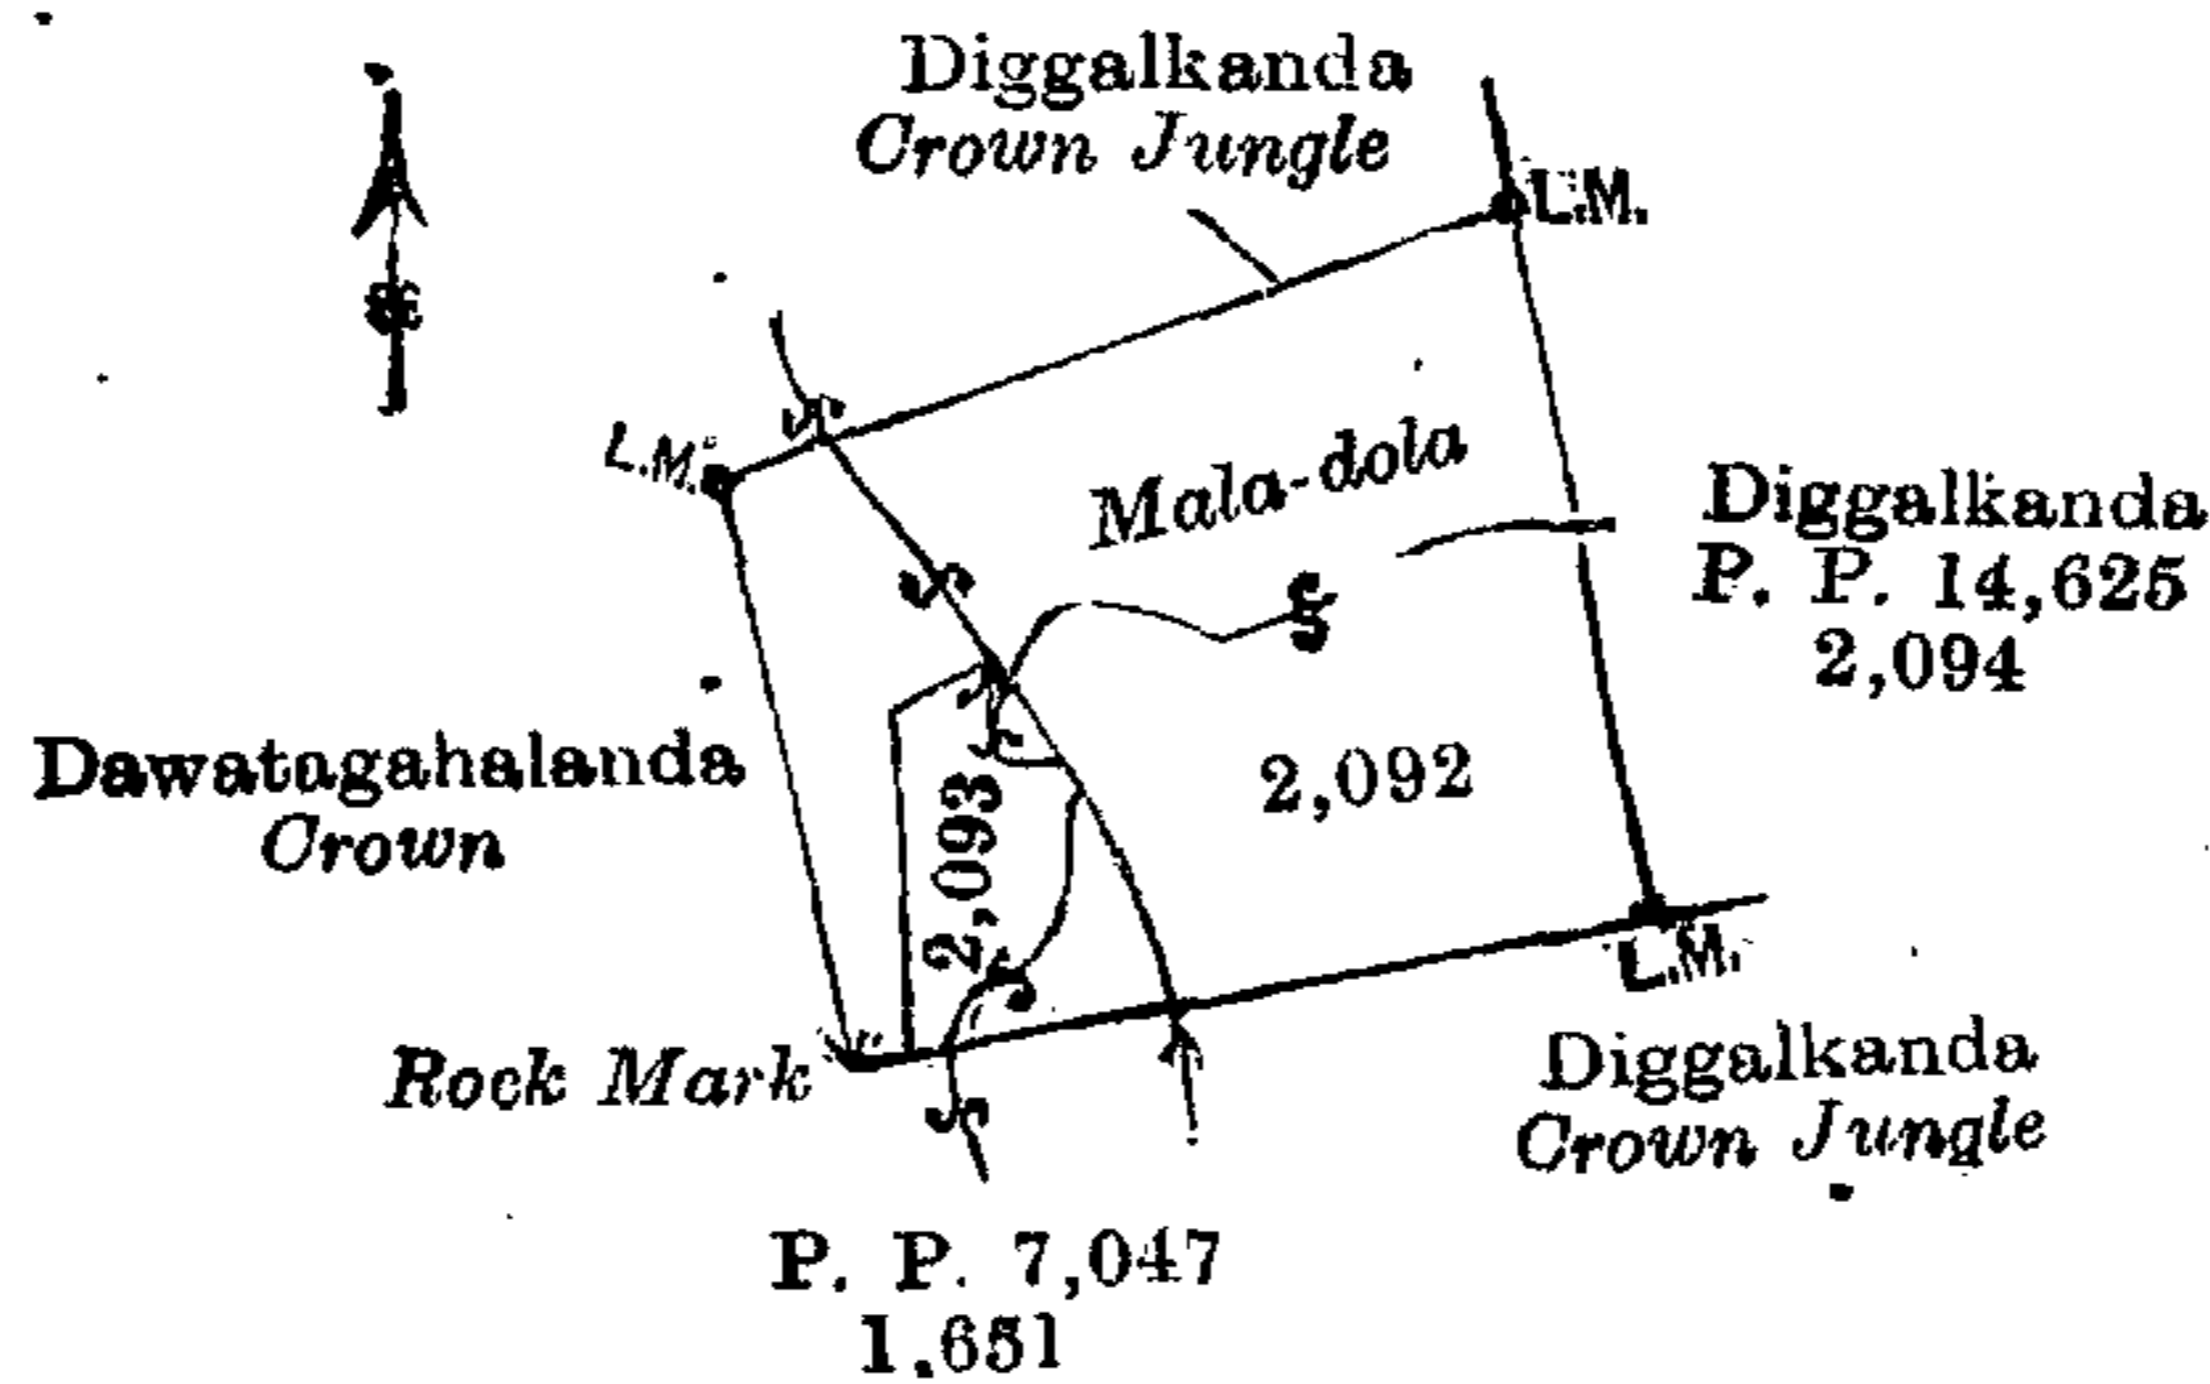 Diggalkanda
Crown Jungle
L.M.
L.M.
Mala-dola
Diggalkanda
P. P. 14,625
2,094
Dawatagahalanda
Crown
2,092
2,093
L.M.
Rock Mark
Diggalkanda
Crown Jungle
P. P. 7,047
1,651